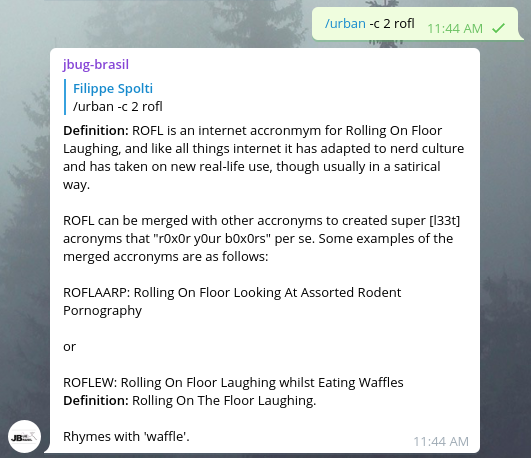 /urban -c 2 rofl
11:44 AM
jbug-brasil
Filippe Spolti
/urban -c 2 rofl
Definition: ROFL is an internet accronmym for Rolling On Floor
Laughing, and like all things internet it has adapted to nerd culture
and has taken on new real-life use, though usually in a satirical
way.
ROFL can be merged with other accronyms to created super [l33t]
acronyms that "r0x0r y0ur b0x0rs" per se. Some examples of the
merged accronyms are as follows:
ROFLAARP: Rolling On Floor Looking At Assorted Rodent
Pornography
or
ROFLEW: Rolling On Floor Laughing whilst Eating Waffles
Definition: Rolling On The Floor Laughing.
Rhymes with 'waffle'.
11:44 AM